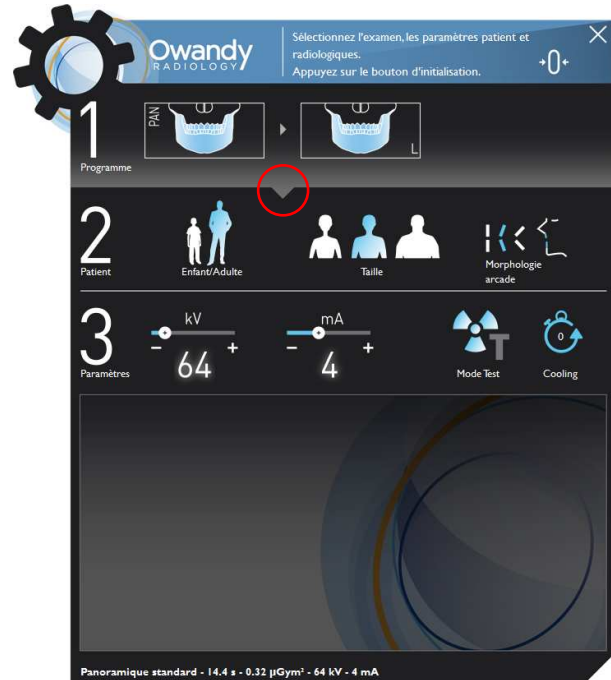 Owandy
RADIOLOGY
Sélectionnez l'examen, les paramètres patient et
radiologiques.
Appuyez sur le bouton d'initialisation.
0
1
Programme
PAN
L
2
Patient
Enfant/Adulte
Taille
Morphologie
arcade
3
Paramètres
kV
- +
64
mA
- +
4
T
Mode Test
0
Cooling
Panoramique standard - 14.4 s - 0.32 µGym² - 64 kV - 4 mA